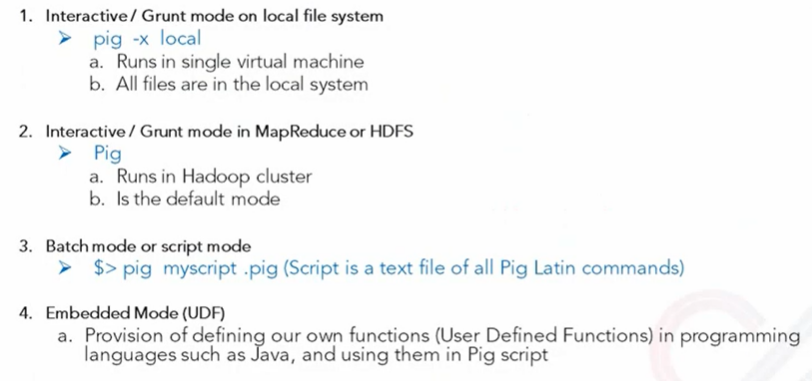 1. Interactive / Grunt mode on local file system
➢ pig -x local
a. Runs in single virtual machine
b. All files are in the local system
2. Interactive / Grunt mode in MapReduce or HDFS
➢ Pig
a. Runs in Hadoop cluster
b. Is the default mode
3. Batch mode or script mode
➢ $> pig myscript .pig (Script is a text file of all Pig Latin commands)
4. Embedded Mode (UDF)
a. Provision of defining our own functions (User Defined Functions) in programming
languages such as Java, and using them in Pig script